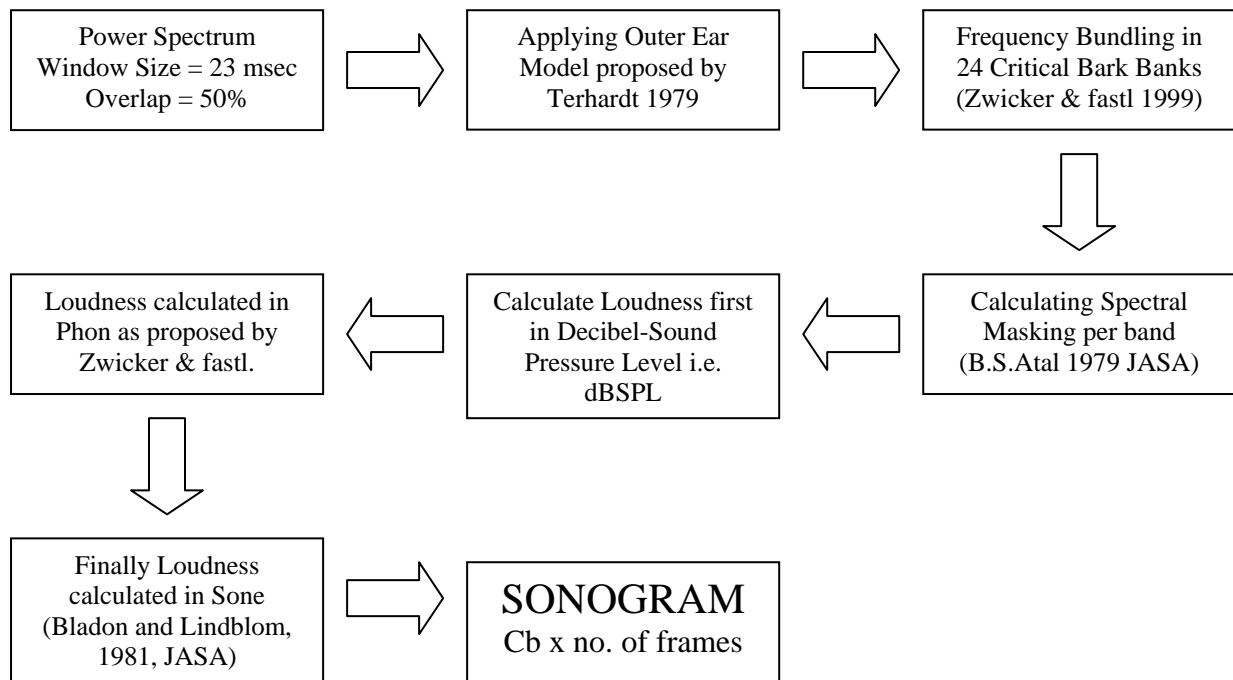 Power Spectrum
Window Size = 23 msec
Overlap = 50%
Applying Outer Ear
Model proposed by
Terhardt 1979
Frequency Bundling in
24 Critical Bark Banks
(Zwicker & fastl 1999)
Calculating Spectral
Masking per band
(B.S.Atal 1979 JASA)
Calculate Loudness first
in Decibel-Sound
Pressure Level i.e.
dBSPL
Loudness calculated in
Phon as proposed by
Zwicker & fastl.
Finally Loudness
calculated in Sone
(Bladon and Lindblom,
1981, JASA)
SONOGRAM
Cb x no. of frames